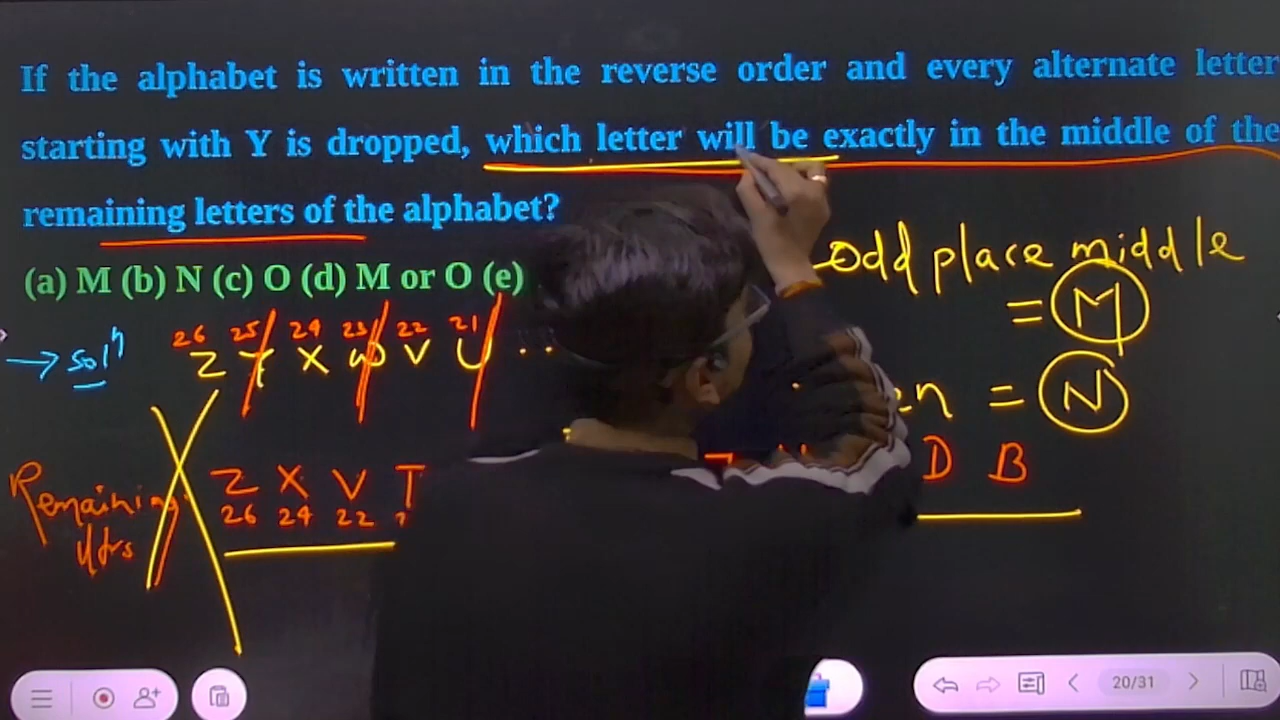 If the alphabet is written in the reverse order and every alternate letter
starting with Y is dropped, which letter will be exactly in the middle of the
remaining letters of the alphabet?
(a) M (b) N (c) O (d) M or O (e)
odd place middle
= M
26 25 24 23 22 21
→ solⁿ Z Y X W V U ..
= N
Remaining Z X V T D B
26 24 22
20/31